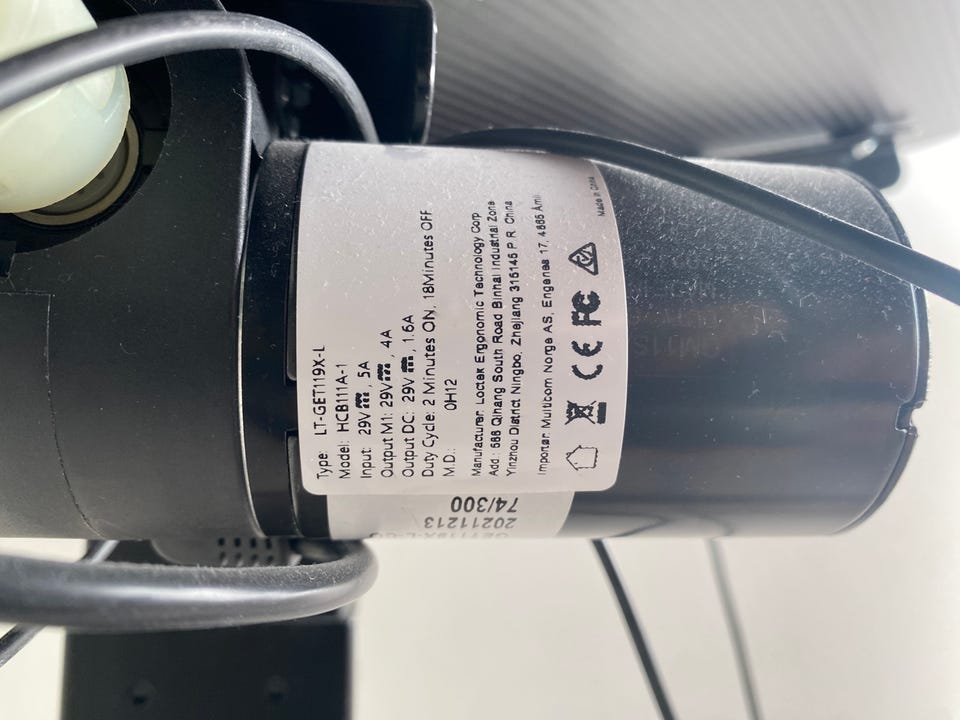 Type: LT-GET119X-L
Model: HCB111A-1
Input: 29V, 5A
Output M1: 29V, 4A
Output DC: 29V, 1.6A
Duty Cycle: 2 Minutes ON, 18Minutes OFF
M.D.: 0H12
Manufacturer: Loctek Ergonomic Technology Corp
Add.: 588 Qihang South Road Binhai Industrial Zone
Yinzhou District Ningbo, Zhejiang 315145 P.R. China
Importer: Multicom Norge AS, Engenes 17, 4865 Åmli
CE FC
Made in China
74/300
20211213